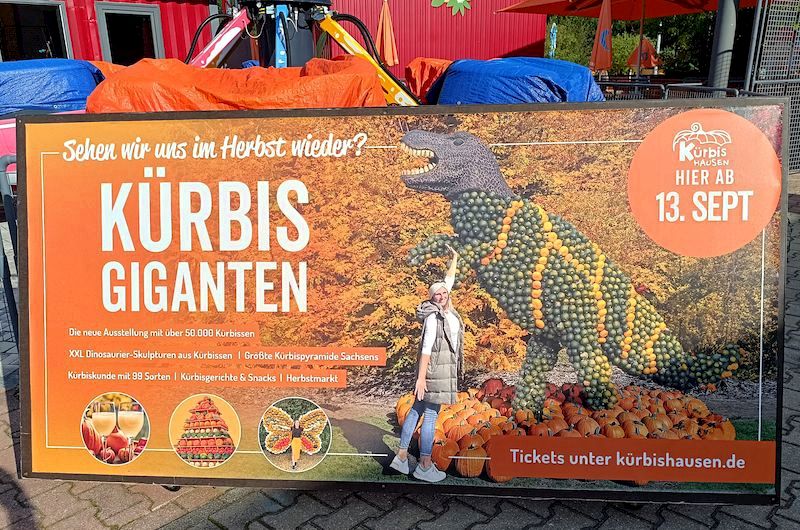 Sehen wir uns im Herbst wieder?
KÜRBIS
GIGANTEN
Die neue Ausstellung mit über 50.000 Kürbissen
XXL Dinosaurier-Skulpturen aus Kürbissen | Größte Kürbispyramide Sachsens
Kürbiskunde mit 99 Sorten | Kürbisgerichte & Snacks | Herbstmarkt
Kürbis
HAUSEN
HIER AB
13. SEPT
Tickets unter kürbishausen.de